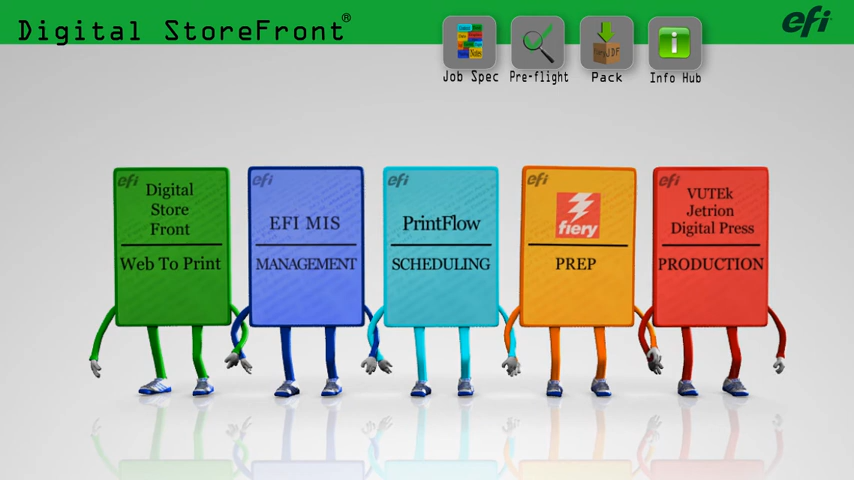 Digital StoreFront®
efi
Job Spec
Pre-flight
Pack
Info Hub
efi
Digital
Store
Front
Web To Print
efi
EFI MIS
MANAGEMENT
efi
PrintFlow
SCHEDULING
efi
fiery
PREP
efi
VUTEk
Jetrion
Digital Press
PRODUCTION